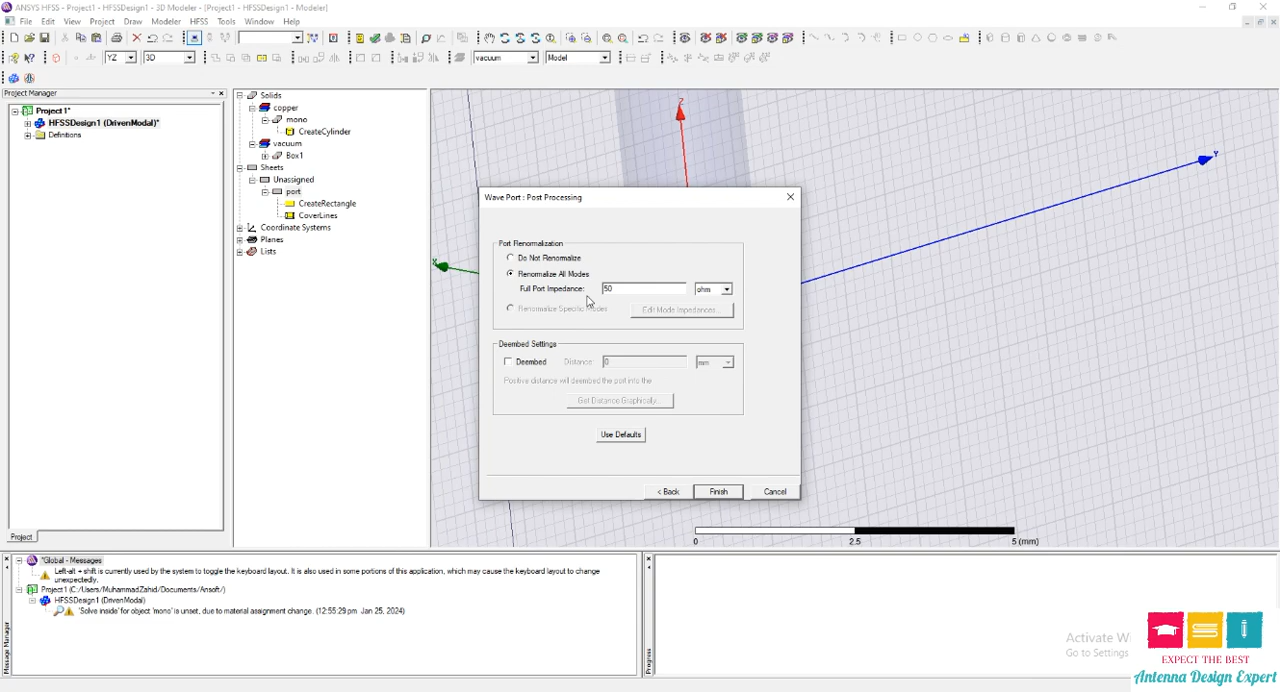 ANSYS HFSS - Project1 - HFSSDesign1 - 3D Modeler - [Project1 - HFSSDesign1 - Modeler]
File Edit View Project Draw Modeler HFSS Tools Window Help
YZ 3D vacuum Model
Project Manager
Project1*
HFSSDesign1 (DrivenModal)*
Definitions
Project
Solids
copper
mono
CreateCylinder
vacuum
Box1
Sheets
Unassigned
port
CreateRectangle
CoverLines
Coordinate Systems
Planes
Lists
Z
Y
X
Wave Port : Post Processing
Port Renormalization
Do Not Renormalize
Renormalize All Modes
Full Port Impedance: 50 ohm
Renormalize Specific Modes Edit Mode Impedances...
Deembed Settings
Deembed Distance: 0 mm
Positive distance will deembed the port into the
Get Distance Graphically...
Use Defaults
< Back Finish Cancel
0 2.5 5 (mm)
*Global - Messages
Left-alt + shift is currently used by the system to toggle the keyboard layout. It is also used in some portions of this application, which may cause the keyboard layout to change
unexpectedly.
Project1 (C:/Users/MuhammadZahid/Documents/Ansoft/)
HFSSDesign1 (DrivenModal)
'Solve inside' for object 'mono' is unset, due to material assignment change. (12:55:29 pm Jan 25, 2024)
Message Manager
Progress
Activate Wi
Go to Settings
EXPECT THE BEST
Antenna Design Expert